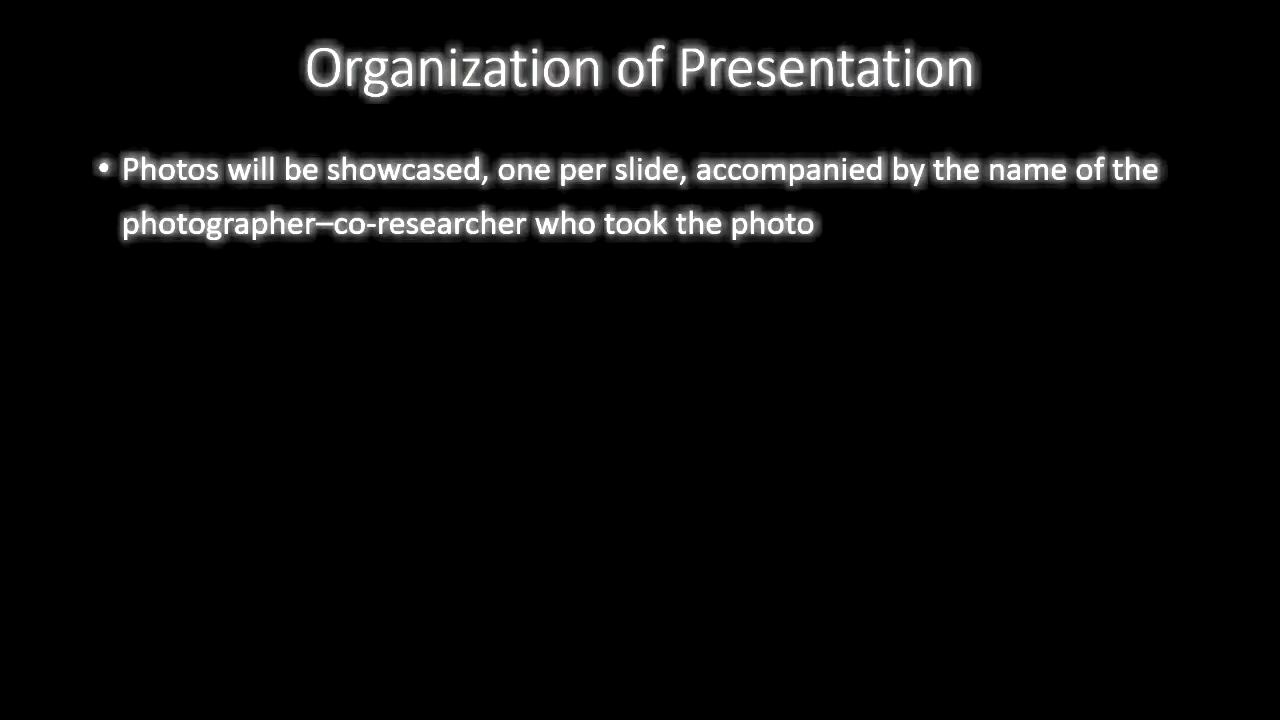 Organization of Presentation
• Photos will be showcased, one per slide, accompanied by the name of the
photographer–co-researcher who took the photo